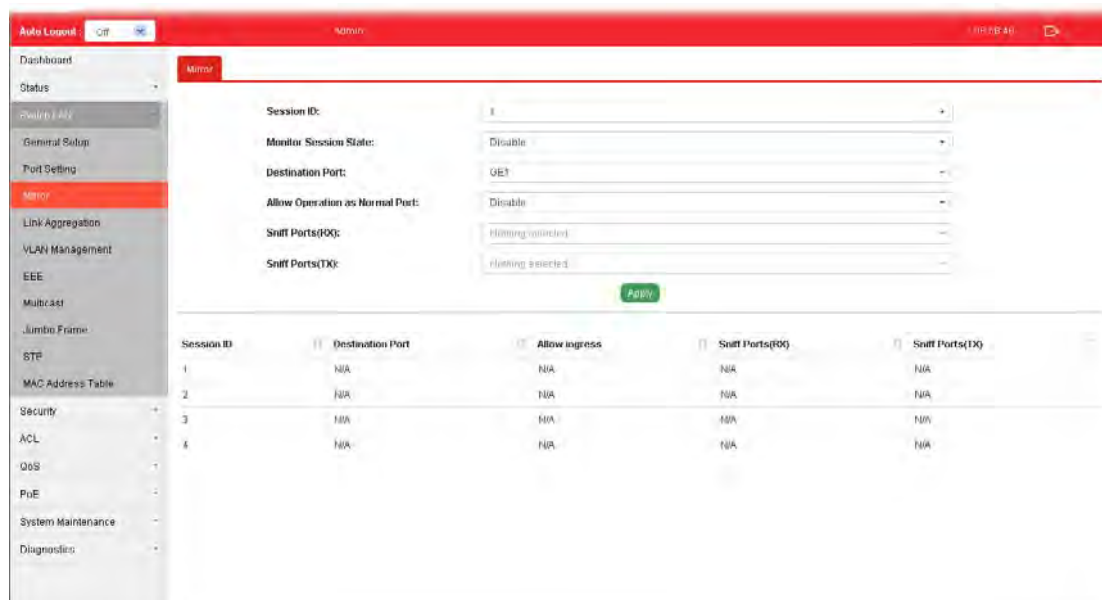 Auto Logout Off Admin
Dashboard
Mirror
Status
Switch LAN
General Setup
Port Setting
Mirror
Link Aggregation
VLAN Management
EEE
Multicast
Jumbo Frame
STP
MAC Address Table
Security
ACL
QoS
PoE
System Maintenance
Diagnostics
Session ID: 1
Monitor Session State: Disable
Destination Port: GE1
Allow Operation as Normal Port: Disable
Sniff Ports(RX): Nothing selected
Sniff Ports(TX): Nothing selected
Apply
Session ID Destination Port Allow ingress Sniff Ports(RX) Sniff Ports(TX)
1 N/A N/A N/A N/A
2 N/A N/A N/A N/A
3 N/A N/A N/A N/A
4 N/A N/A N/A N/A